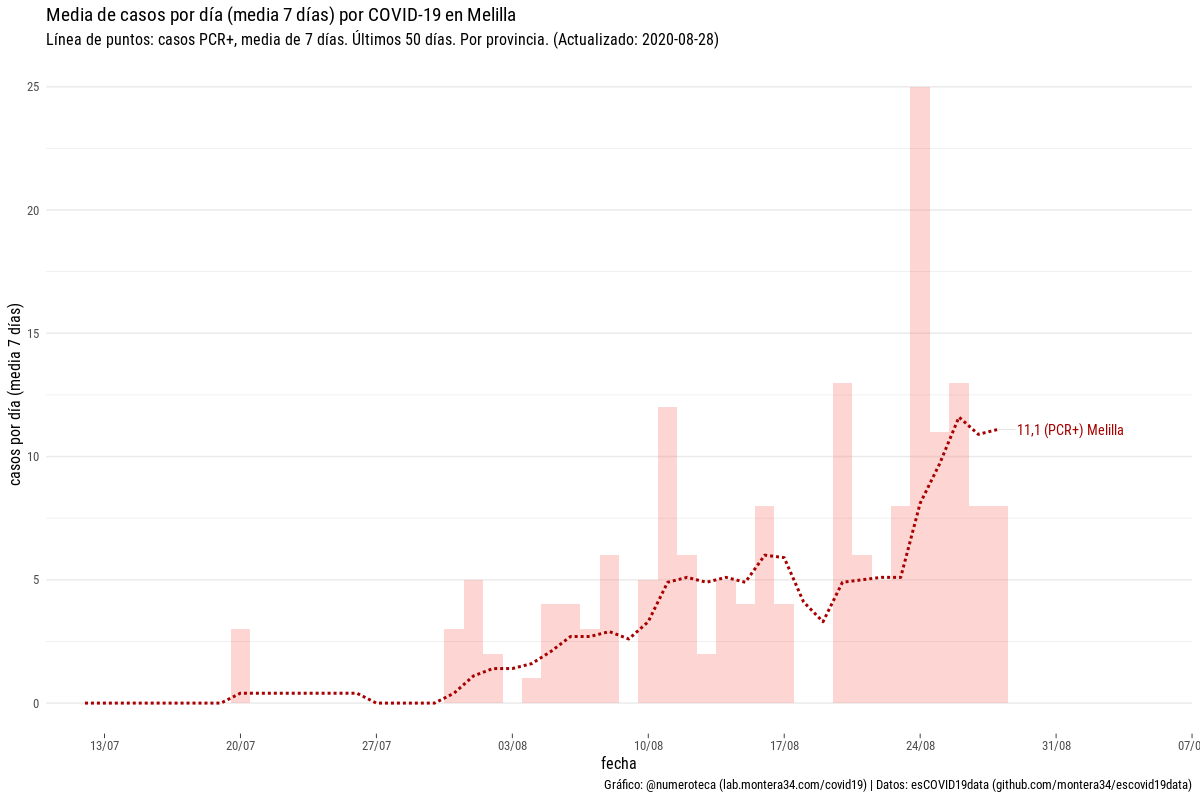 Media de casos por día (media 7 días) por COVID-19 en Melilla
Línea de puntos: casos PCR+, media de 7 días. Últimos 50 días. Por provincia. (Actualizado: 2020-08-28)
casos por día (media 7 días)
25
20
15
10
5
0
11,1 (PCR+) Melilla
13/07
20/07
27/07
03/08
10/08
17/08
24/08
31/08
07/0
fecha
Gráfico: @numeroteca (lab.montera34.com/covid19) | Datos: esCOVID19data (github.com/montera34/escovid19data)